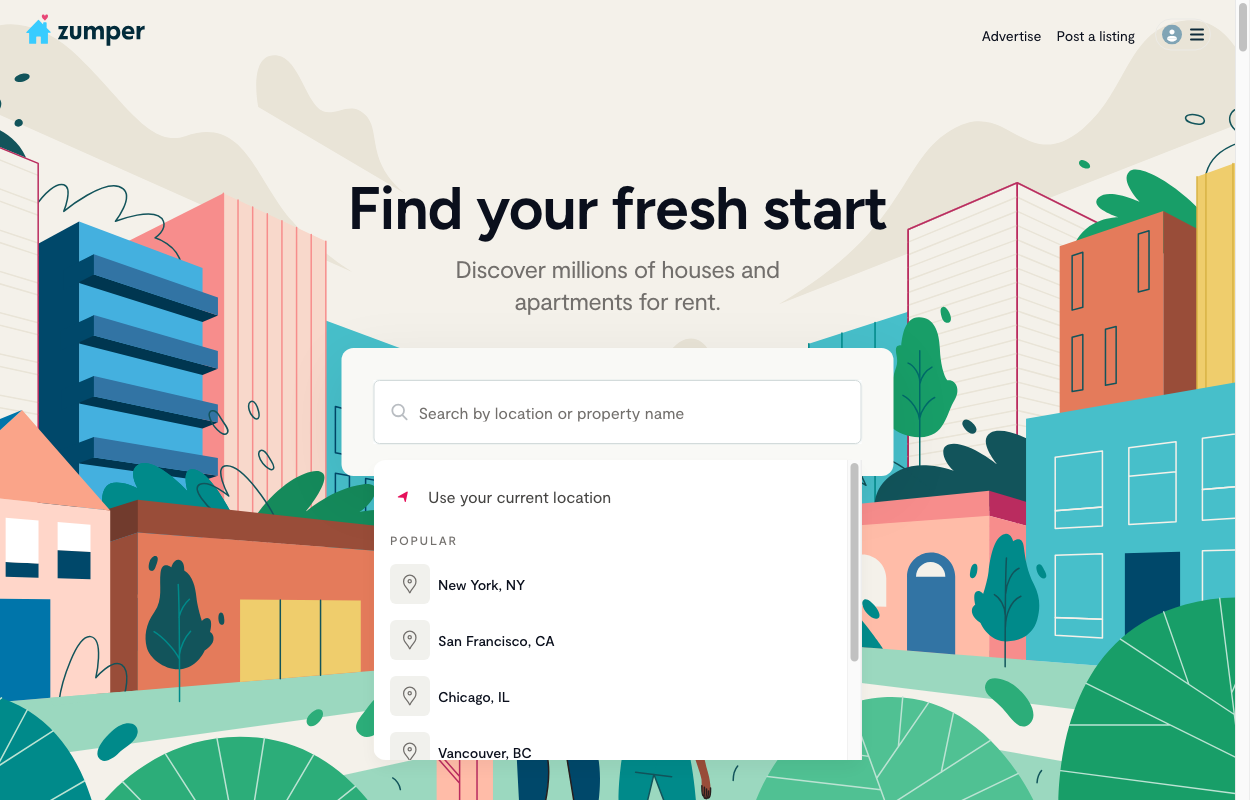 zumper
Advertise
Post a listing
Find your fresh start
Discover millions of houses and
apartments for rent.
Search by location or property name
Use your current location
POPULAR
New York, NY
San Francisco, CA
Chicago, IL
Vancouver, BC